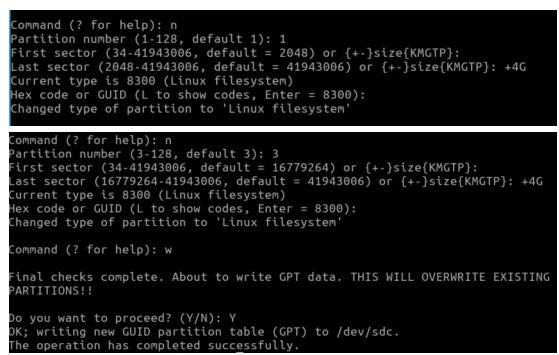 Command (? for help): n
Partition number (1-128, default 1): 1
First sector (34-41943006, default = 2048) or {+-}size{KMGTP}:
Last sector (2048-41943006, default = 41943006) or {+-}size{KMGTP}: +4G
Current type is 8300 (Linux filesystem)
Hex code or GUID (L to show codes, Enter = 8300):
Changed type of partition to 'Linux filesystem'
Command (? for help): n
Partition number (3-128, default 3): 3
First sector (34-41943006, default = 16779264) or {+-}size{KMGTP}:
Last sector (16779264-41943006, default = 41943006) or {+-}size{KMGTP}: +4G
Current type is 8300 (Linux filesystem)
Hex code or GUID (L to show codes, Enter = 8300):
Changed type of partition to 'Linux filesystem'
Command (? for help): w
Final checks complete. About to write GPT data. THIS WILL OVERWRITE EXISTING
PARTITIONS!!
Do you want to proceed? (Y/N): Y
OK; writing new GUID partition table (GPT) to /dev/sdc.
The operation has completed successfully.